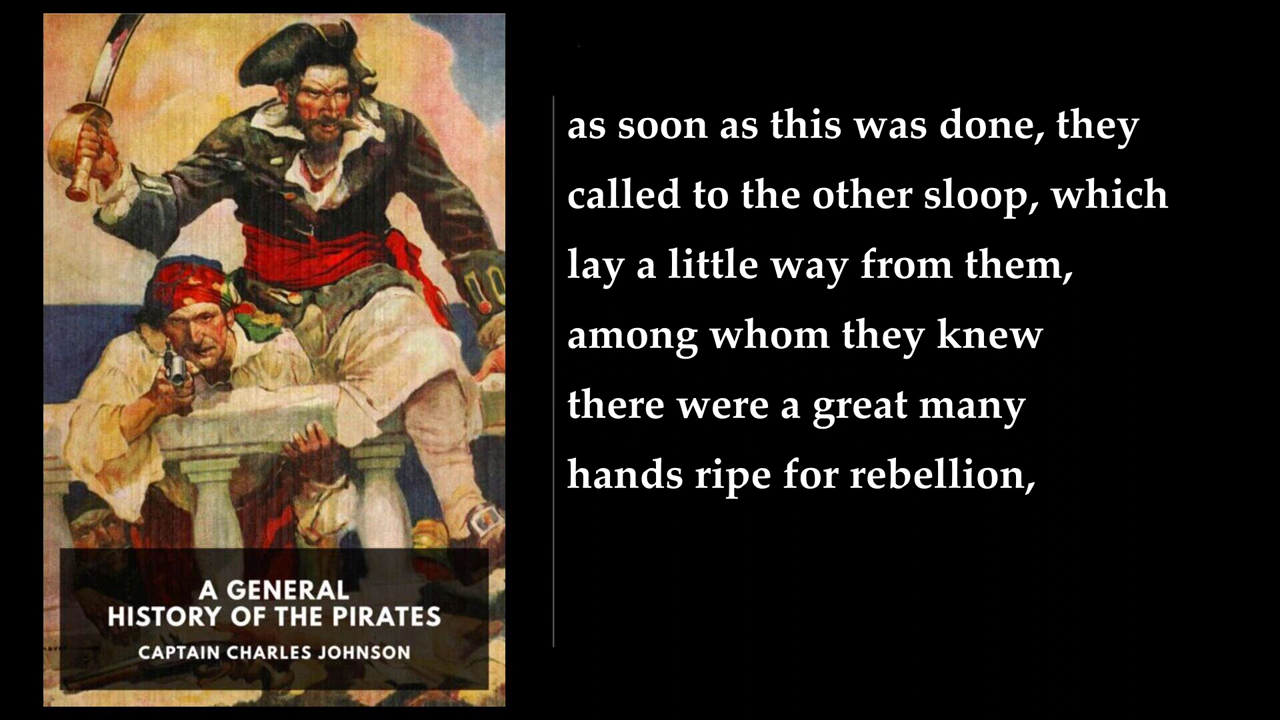 as soon as this was done, they
called to the other sloop, which
lay a little way from them,
among whom they knew
there were a great many
hands ripe for rebellion,
A GENERAL
HISTORY OF THE PIRATES
CAPTAIN CHARLES JOHNSON